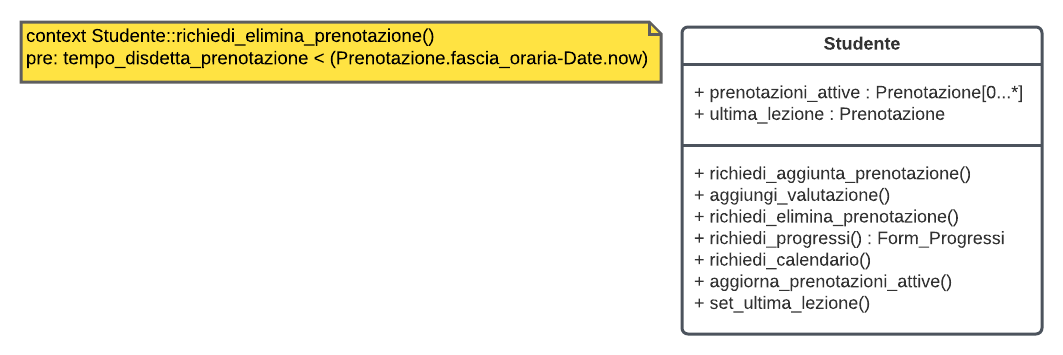 context Studente::richiedi_elimina_prenotazione()
pre: tempo_disdetta_prenotazione < (Prenotazione.fascia_oraria-Date.now)
Studente
+ prenotazioni_attive : Prenotazione[0...*]
+ ultima_lezione : Prenotazione
+ richiedi_aggiunta_prenotazione()
+ aggiungi_valutazione()
+ richiedi_elimina_prenotazione()
+ richiedi_progressi() : Form_Progressi
+ richiedi_calendario()
+ aggiorna_prenotazioni_attive()
+ set_ultima_lezione()